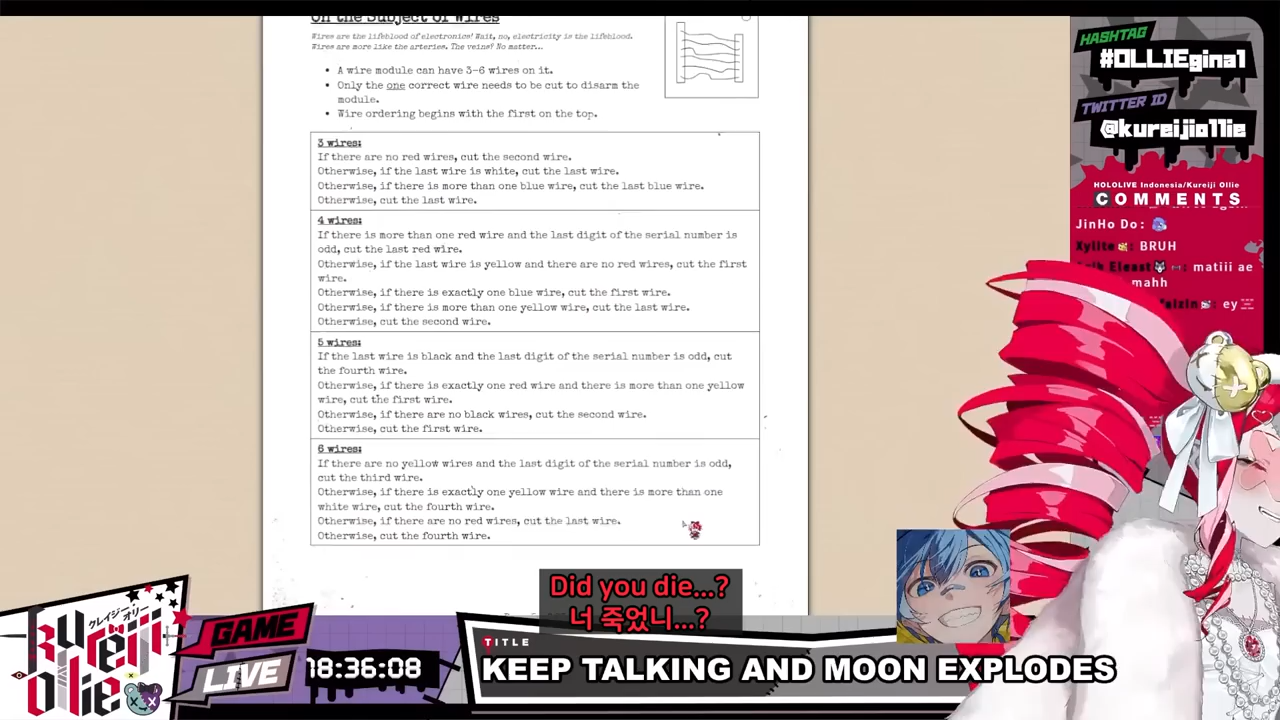 On the Subject of Wires
Wires are the lifeblood of electronics! Wait, no, electricity is the lifeblood.
Wires are more like the arteries. The veins? No matter…
• A wire module can have 3-6 wires on it.
• Only the one correct wire needs to be cut to disarm the
module.
• Wire ordering begins with the first on the top.
3 wires:
If there are no red wires, cut the second wire.
Otherwise, if the last wire is white, cut the last wire.
Otherwise, if there is more than one blue wire, cut the last blue wire.
Otherwise, cut the last wire.
4 wires:
If there is more than one red wire and the last digit of the serial number is
odd, cut the last red wire.
Otherwise, if the last wire is yellow and there are no red wires, cut the first
wire.
Otherwise, if there is exactly one blue wire, cut the first wire.
Otherwise, if there is more than one yellow wire, cut the last wire.
Otherwise, cut the second wire.
5 wires:
If the last wire is black and the last digit of the serial number is odd, cut
the fourth wire.
Otherwise, if there is exactly one red wire and there is more than one yellow
wire, cut the first wire.
Otherwise, if there are no black wires, cut the second wire.
Otherwise, cut the first wire.
6 wires:
If there are no yellow wires and the last digit of the serial number is odd,
cut the third wire.
Otherwise, if there is exactly one yellow wire and there is more than one
white wire, cut the fourth wire.
Otherwise, if there are no red wires, cut the last wire.
Otherwise, cut the fourth wire.
HASHTAG
#OLLIEgina1
TWITTER ID
@kureijiollie
HOLOLIVE Indonesia/Kureiji Ollie
COMMENTS
JinHo Do:
Xylite : BRUH
Eleast : matiii ae
mahh
faizin : ey
Did you die...?
너 죽었니...?
クレイジー オリー
kureiji
ollie
GAME
LIVE
18:36:08
TITLE
KEEP TALKING AND MOON EXPLODES